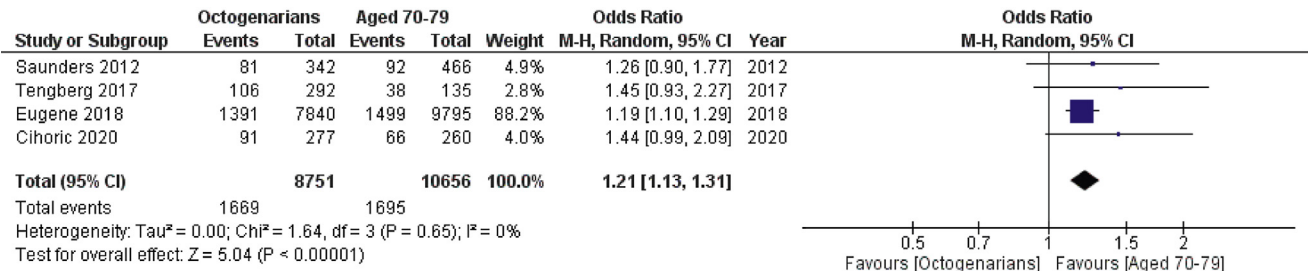 Octogenarians Aged 70-79 Odds Ratio Odds Ratio
Study or Subgroup Events Total Events Total Weight M-H, Random, 95% CI Year M-H, Random, 95% CI
Saunders 2012 81 342 92 466 4.9% 1.26 [0.90, 1.77] 2012
Tengberg 2017 106 292 38 135 2.8% 1.45 [0.93, 2.27] 2017
Eugene 2018 1391 7840 1499 9795 88.2% 1.19 [1.10, 1.29] 2018
Cihoric 2020 91 277 66 260 4.0% 1.44 [0.99, 2.09] 2020
Total (95% CI) 8751 10656 100.0% 1.21 [1.13, 1.31]
Total events 1669 1695
Heterogeneity: Tau² = 0.00; Chi² = 1.64, df = 3 (P = 0.65); I² = 0%
Test for overall effect: Z = 5.04 (P < 0.00001)
0.5 0.7 1 1.5 2
Favours [Octogenarians] Favours [Aged 70-79]